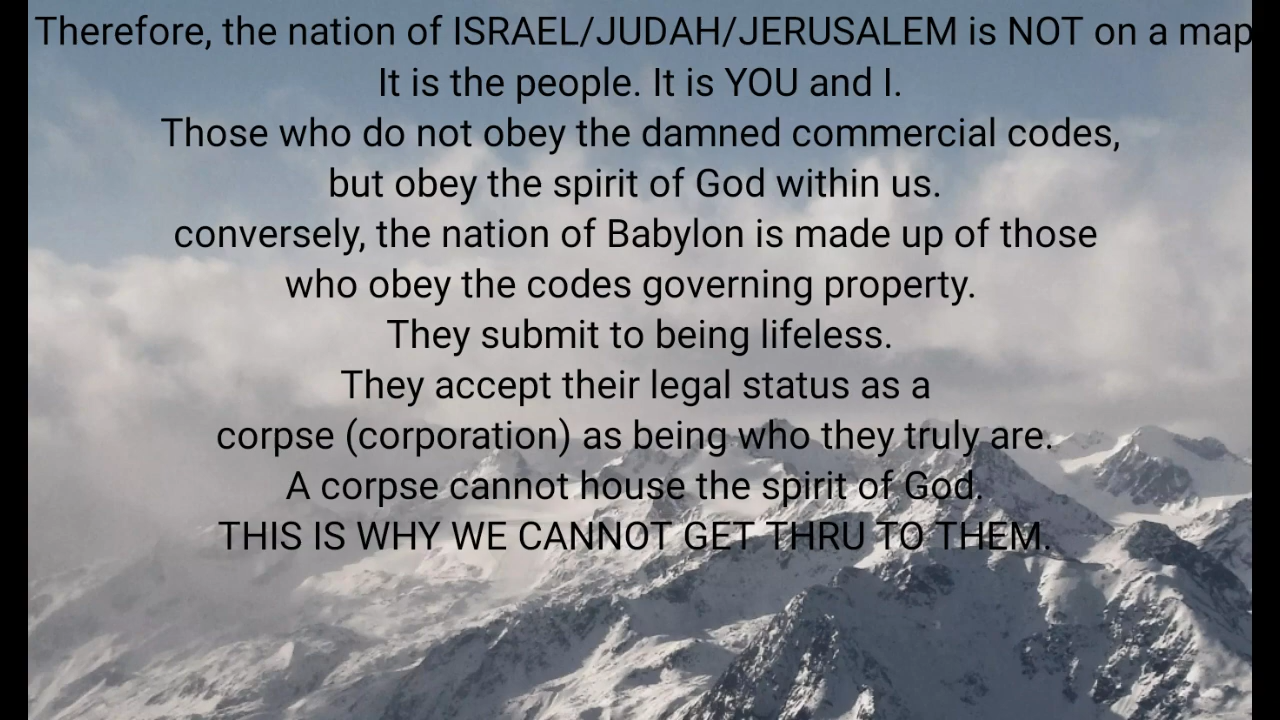 Therefore, the nation of ISRAEL/JUDAH/JERUSALEM is NOT on a map
It is the people. It is YOU and I.
Those who do not obey the damned commercial codes,
but obey the spirit of God within us.
conversely, the nation of Babylon is made up of those
who obey the codes governing property.
They submit to being lifeless.
They accept their legal status as a
corpse (corporation) as being who they truly are.
A corpse cannot house the spirit of God.
THIS IS WHY WE CANNOT GET THRU TO THEM.